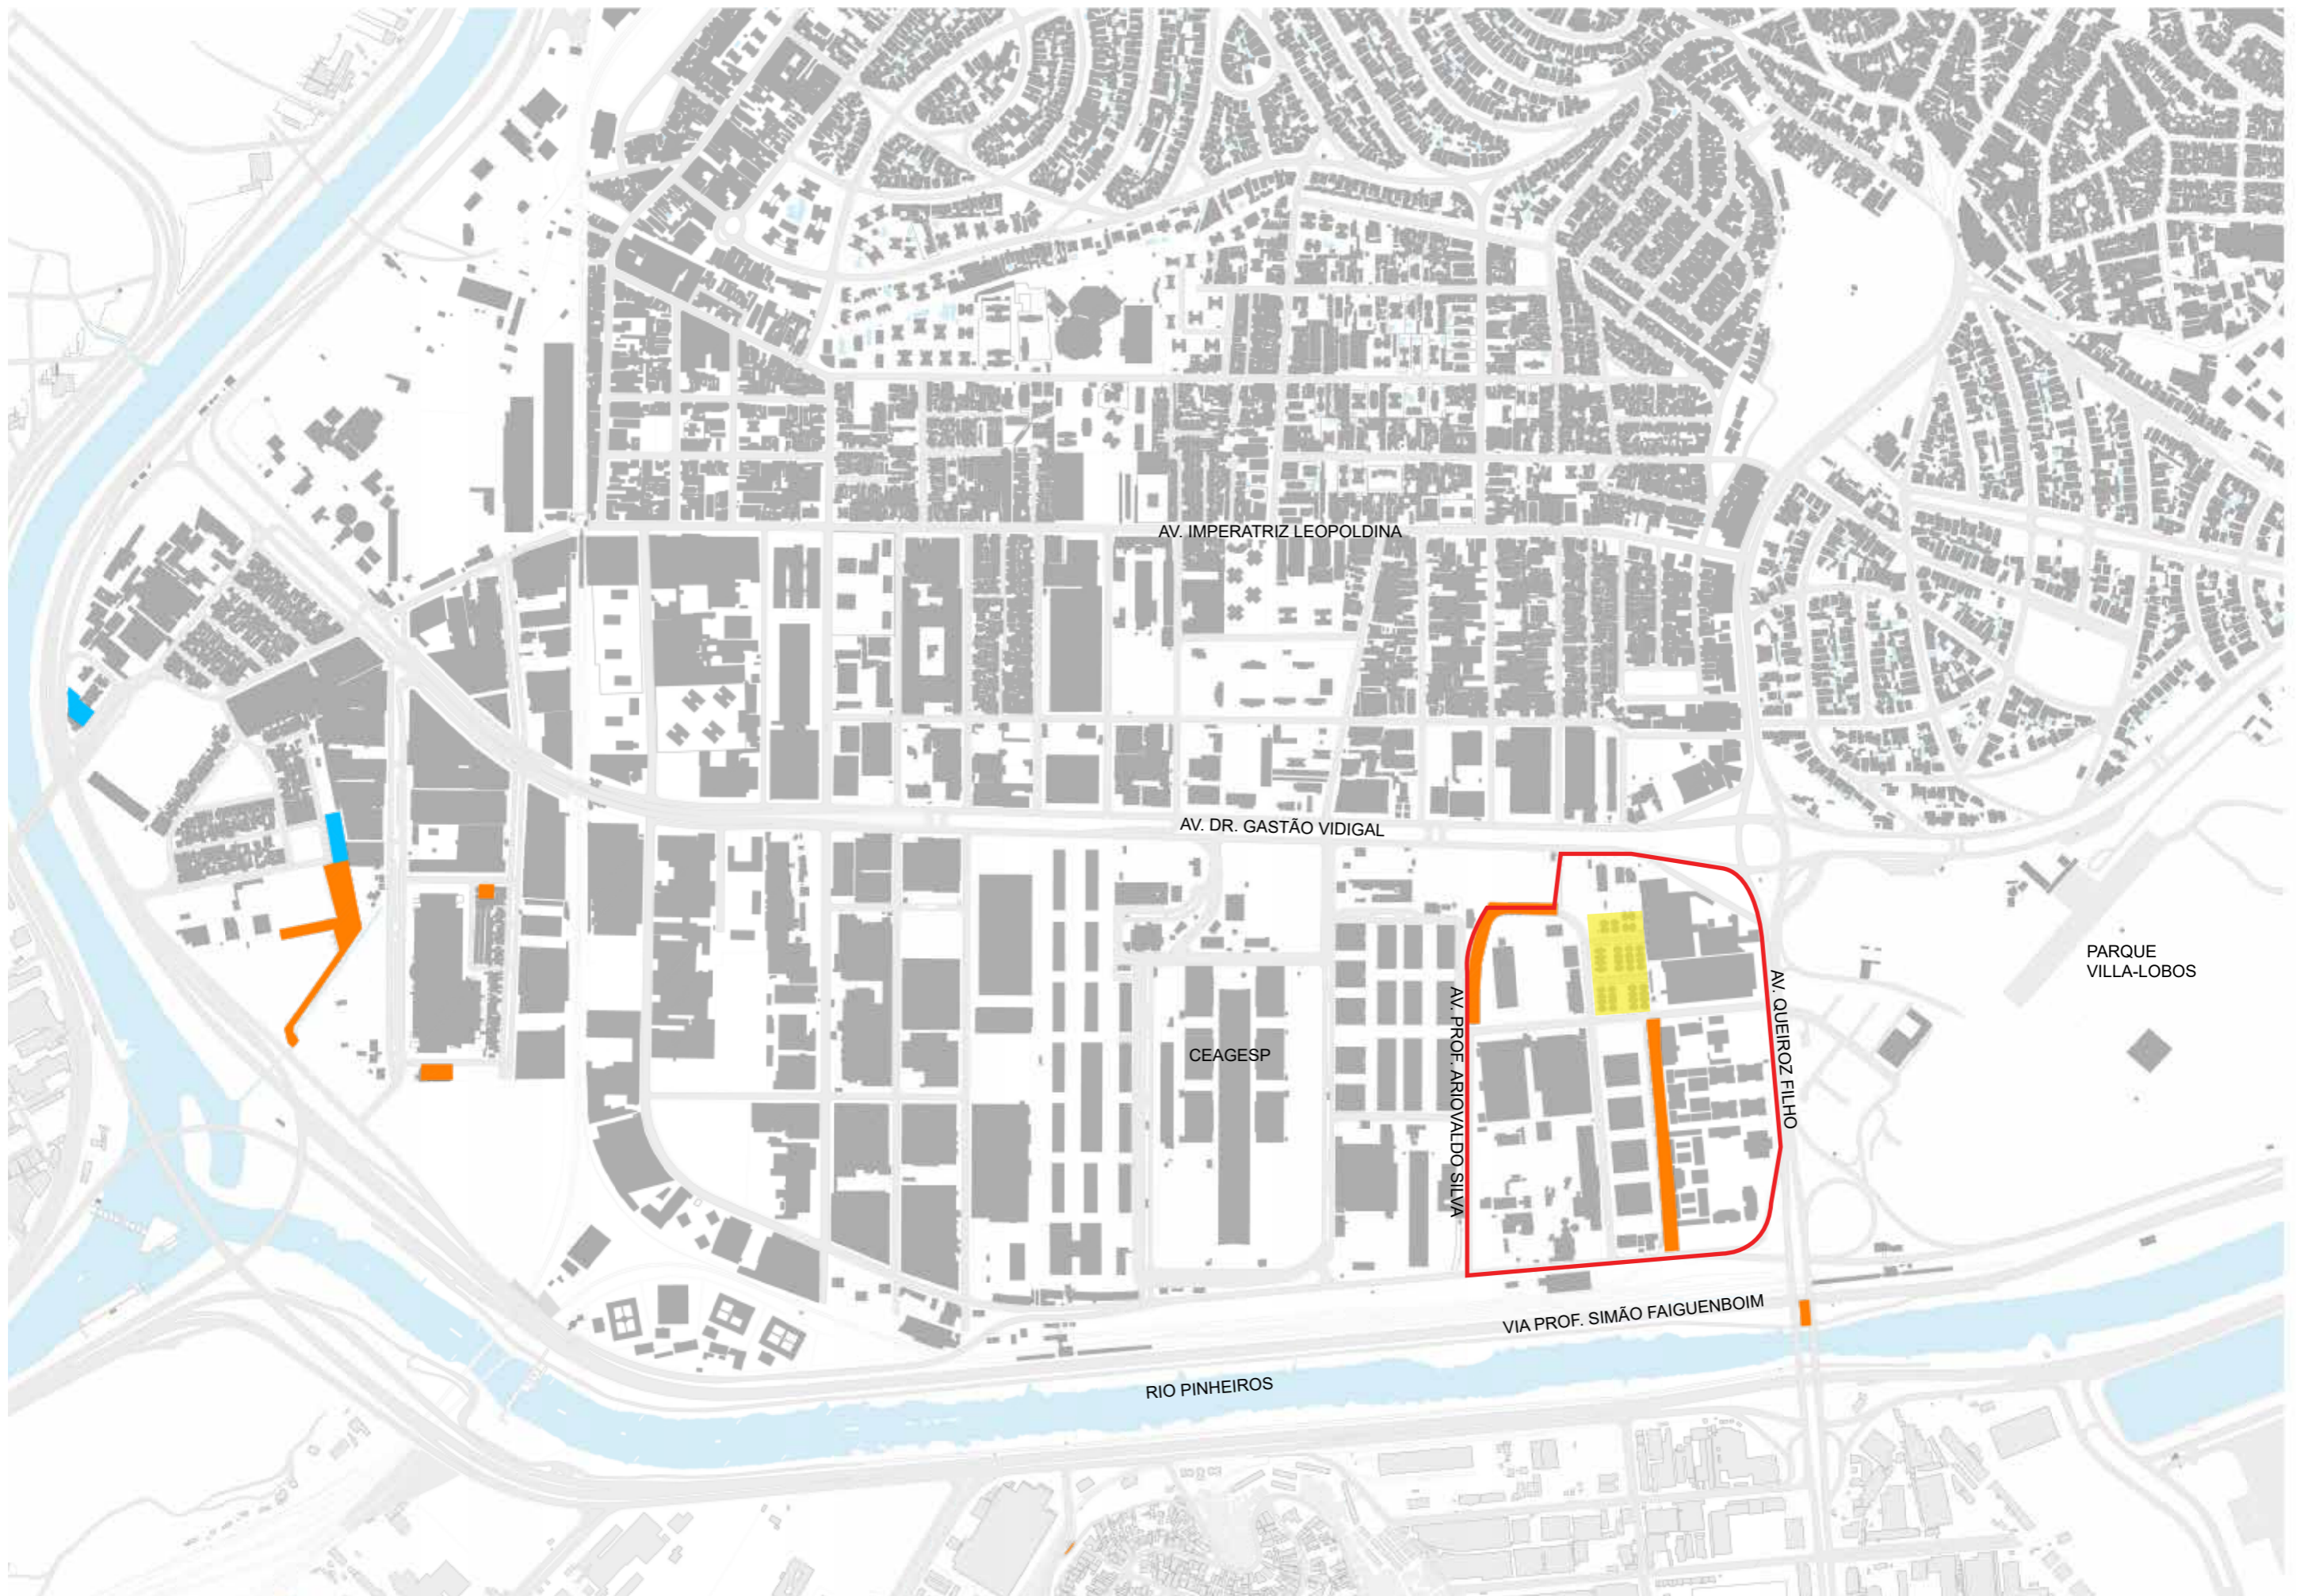 AV. IMPERATRIZ LEOPOLDINA
AV. DR. GASTÃO VIDIGAL
PARQUE
VILLA-LOBOS
AV. QUEIROZ FILHO
AV. PROF. ARIOVALDO SILVA
CEAGESP
VIA PROF. SIMÃO FAIGUENBOIM
RIO PINHEIROS